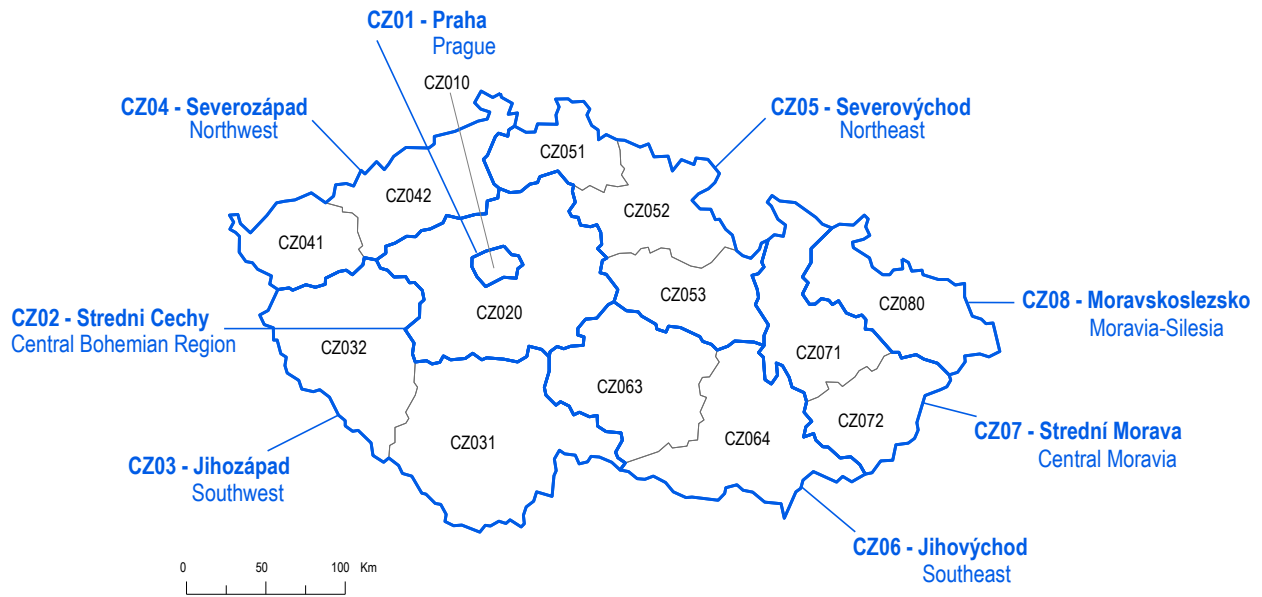 CZ01 - Praha
Prague
CZ010
CZ04 - Severozápad
Northwest
CZ05 - Severovýchod
Northeast
CZ051
CZ042
CZ052
CZ041
CZ053
CZ080
CZ020
CZ08 - Moravskoslezsko
Moravia-Silesia
CZ02 - Strední Cechy
Central Bohemian Region
CZ032
CZ071
CZ063
CZ072
CZ064
CZ031
CZ07 - Strední Morava
Central Moravia
CZ03 - Jihozápad
Southwest
CZ06 - Jihovýchod
Southeast
0 50 100 Km